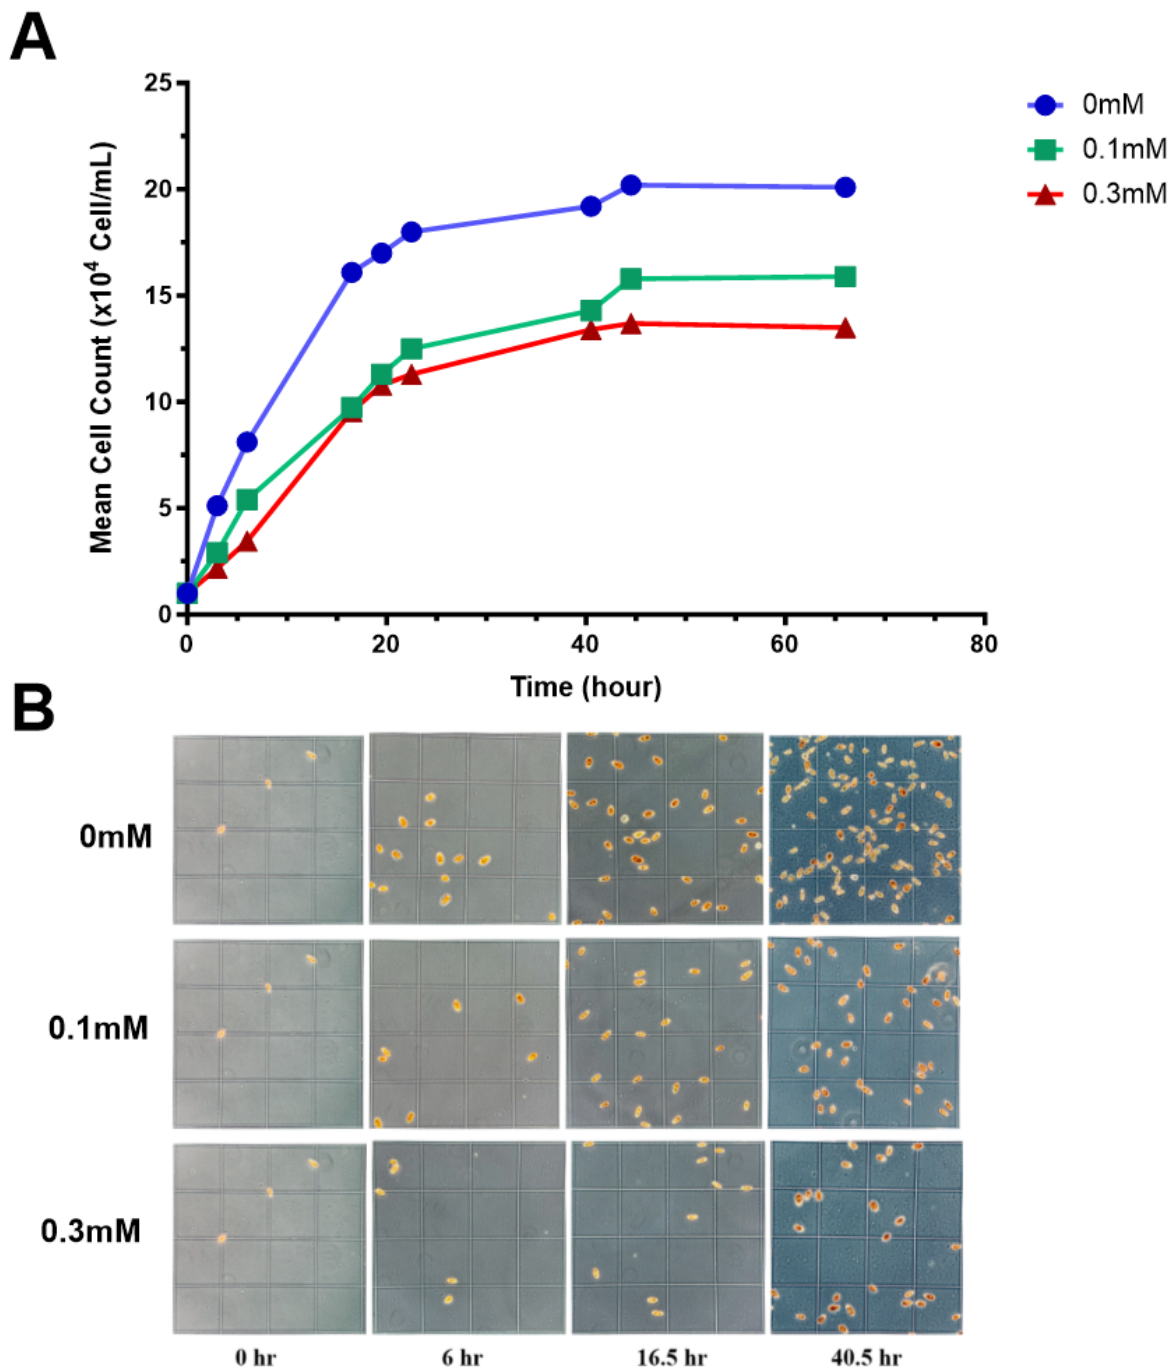 A
25
20
15
10
5
0
Mean Cell Count (x10⁴ Cell/mL)
0 20 40 60 80
Time (hour)
0mM
0.1mM
0.3mM
B
0mM
0.1mM
0.3mM
0 hr 6 hr 16.5 hr 40.5 hr